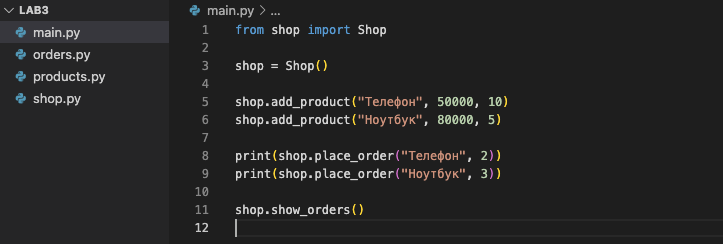 LAB3
main.py
orders.py
products.py
shop.py
main.py > ...
1 from shop import Shop
2
3 shop = Shop()
4
5 shop.add_product("Телефон", 50000, 10)
6 shop.add_product("Ноутбук", 80000, 5)
7
8 print(shop.place_order("Телефон", 2))
9 print(shop.place_order("Ноутбук", 3))
10
11 shop.show_orders()
12